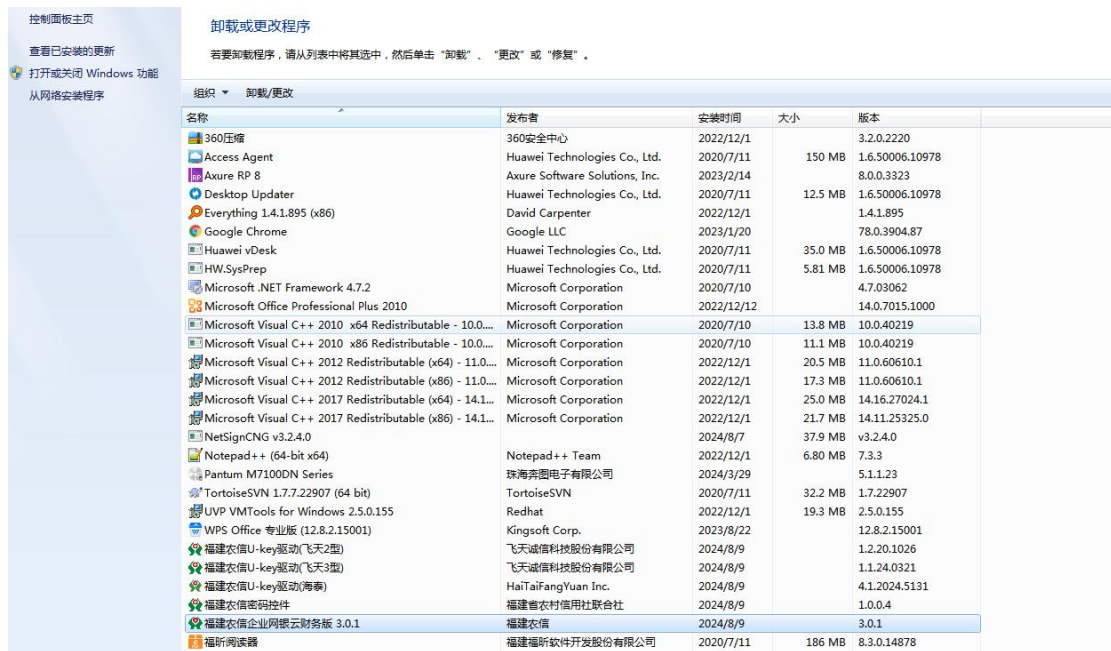 控制面板主页
查看已安装的更新
打开或关闭 Windows 功能
从网络安装程序
卸载或更改程序
若要卸载程序，请从列表中将其选中，然后单击“卸载”、“更改”或“修复”。
组织 卸载/更改
名称 发布者 安装时间 大小 版本
360压缩 360安全中心 2022/12/1 3.2.0.2220
Access Agent Huawei Technologies Co., Ltd. 2020/7/11 150 MB 1.6.50006.10978
Axure RP 8 Axure Software Solutions, Inc. 2023/2/14 8.0.0.3323
Desktop Updater Huawei Technologies Co., Ltd. 2020/7/11 12.5 MB 1.6.50006.10978
Everything 1.4.1.895 (x86) David Carpenter 2022/12/1 1.4.1.895
Google Chrome Google LLC 2023/1/20 78.0.3904.87
Huawei vDesk Huawei Technologies Co., Ltd. 2020/7/11 35.0 MB 1.6.50006.10978
HW.SysPrep Huawei Technologies Co., Ltd. 2020/7/11 5.81 MB 1.6.50006.10978
Microsoft .NET Framework 4.7.2 Microsoft Corporation 2020/7/10 4.7.03062
Microsoft Office Professional Plus 2010 Microsoft Corporation 2022/12/12 14.0.7015.1000
Microsoft Visual C++ 2010 x64 Redistributable - 10.0.... Microsoft Corporation 2020/7/10 13.8 MB 10.0.40219
Microsoft Visual C++ 2010 x86 Redistributable - 10.0.... Microsoft Corporation 2020/7/10 11.1 MB 10.0.40219
Microsoft Visual C++ 2012 Redistributable (x64) - 11.0.... Microsoft Corporation 2022/12/1 20.5 MB 11.0.60610.1
Microsoft Visual C++ 2012 Redistributable (x86) - 11.0.... Microsoft Corporation 2022/12/1 17.3 MB 11.0.60610.1
Microsoft Visual C++ 2017 Redistributable (x64) - 14.1... Microsoft Corporation 2022/12/1 25.0 MB 14.16.27024.1
Microsoft Visual C++ 2017 Redistributable (x86) - 14.1... Microsoft Corporation 2022/12/1 21.7 MB 14.11.25325.0
NetSignCNG v3.2.4.0 2024/8/7 37.9 MB v3.2.4.0
Notepad++ (64-bit x64) Notepad++ Team 2022/12/1 6.80 MB 7.3.3
Pantum M7100DN Series 珠海奔图电子有限公司 2024/3/29 5.1.1.23
TortoiseSVN 1.7.7.22907 (64 bit) TortoiseSVN 2020/7/11 32.2 MB 1.7.22907
UVP VMTools for Windows 2.5.0.155 Redhat 2022/12/1 19.3 MB 2.5.0.155
WPS Office 专业版 (12.8.2.15001) Kingsoft Corp. 2023/8/22 12.8.2.15001
福建农信U-key驱动(飞天2型) 飞天诚信科技股份有限公司 2024/8/9 1.2.20.1026
福建农信U-key驱动(飞天3型) 飞天诚信科技股份有限公司 2024/8/9 1.1.24.0321
福建农信U-key驱动(海泰) HaiTaiFangYuan Inc. 2024/8/9 4.1.2024.5131
福建农信密码控件 福建省农村信用社联合社 2024/8/9 1.0.0.4
福建农信企业网银云财务版 3.0.1 福建农信 2024/8/9 3.0.1
福昕阅读器 福建福昕软件开发股份有限公司 2020/7/11 186 MB 8.3.0.14878